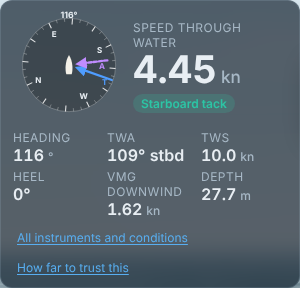 116°
E
S
A
T
N
W
SPEED THROUGH
WATER
4.45 kn
Starboard tack
HEADING
116 °
TWA
109° stbd
TWS
10.0 kn
HEEL
0°
VMG
DOWNWIND
1.62 kn
DEPTH
27.7 m
All instruments and conditions
How far to trust this